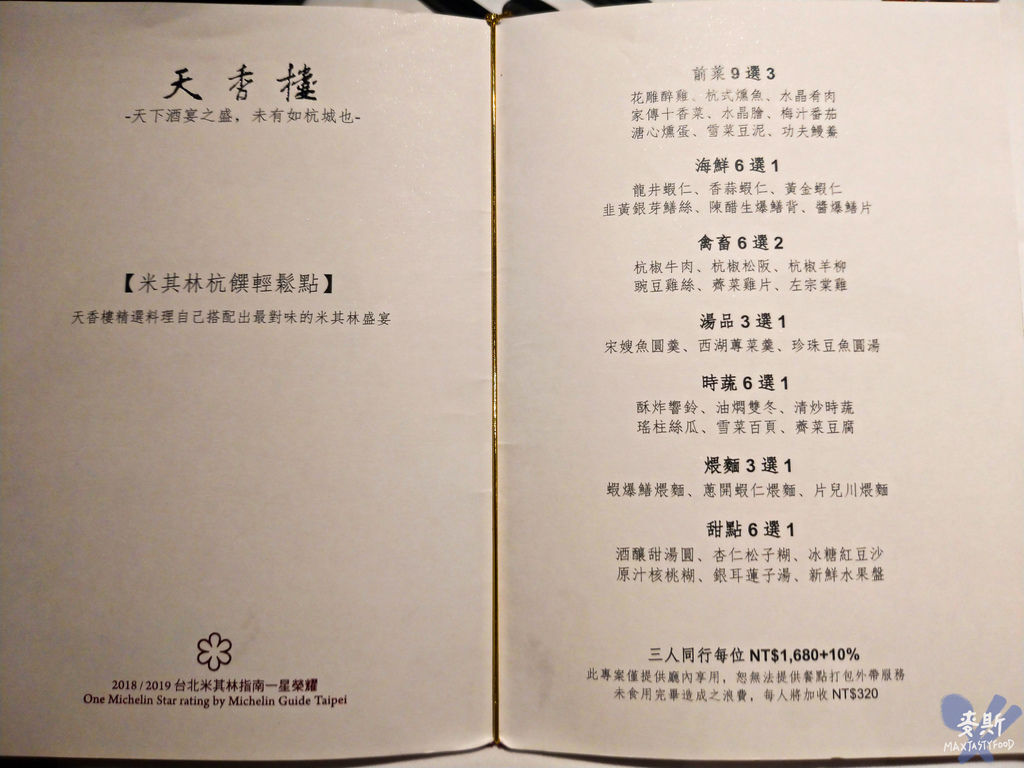 天香樓
-天下酒宴之盛，未有如杭城也-
【米其林杭饌輕鬆點】
天香樓精選料理自己搭配出最對味的米其林盛宴
2018 / 2019 台北米其林指南一星榮耀
One Michelin Star rating by Michelin Guide Taipei
前菜 9 選 3
花雕醉雞、杭式燻魚、水晶肴肉
家傳十香菜、水晶膾、梅汁番茄
溏心燻蛋、雪菜豆泥、功夫鰻鯗
海鮮 6 選 1
龍井蝦仁、香蒜蝦仁、黃金蝦仁
韭黃銀芽鱔絲、陳醋生爆鱔背、醬爆鱔片
禽畜 6 選 2
杭椒牛肉、杭椒松阪、杭椒羊柳
豌豆雞絲、薺菜雞片、左宗棠雞
湯品 3 選 1
宋嫂魚圓羹、西湖蓴菜羹、珍珠豆魚圓湯
時蔬 6 選 1
酥炸響鈴、油燜雙冬、清炒時蔬
瑤柱絲瓜、雪菜百頁、薺菜豆腐
煨麵 3 選 1
蝦爆鱔煨麵、蔥開蝦仁煨麵、片兒川煨麵
甜點 6 選 1
酒釀甜湯圓、杏仁松子糊、冰糖紅豆沙
原汁核桃糊、銀耳蓮子湯、新鮮水果盤
三人同行每位 NT$1,680+10%
此專案僅提供廳內享用，恕無法提供餐點打包外帶服務
未食用完畢造成之浪費，每人將加收 NT$320
麥斯
MAXTASTYFOOD